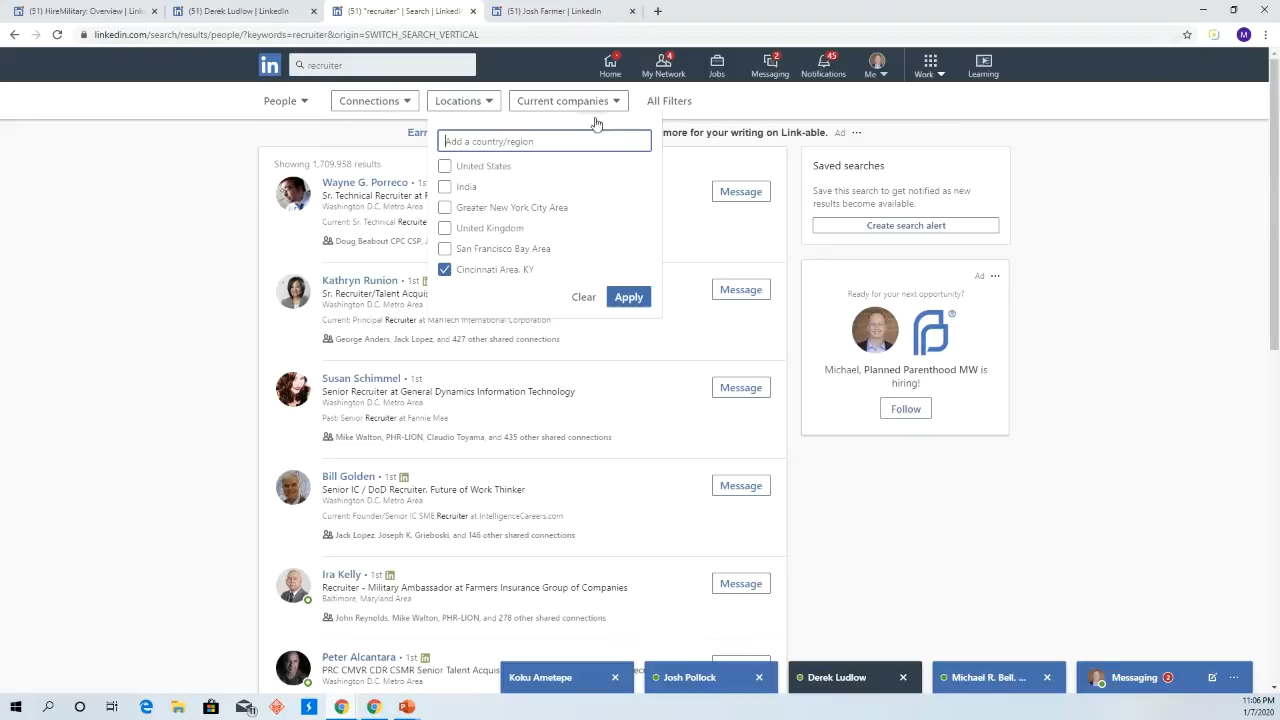 (51) HireMilitary: Overview | Link
(51) Derek Ludlow | LinkedIn
(51) "recruiter" | Search | Link
(51) Josh Farmer | LinkedIn
linkedin.com/search/results/people/?keywords=recruiter&origin=SWITCH_SEARCH_VERTICAL
M
in
recruiter
Home
4
My Network
Jobs
2
Messaging
45
Notifications
Me
Work
Learning
People
Connections
Locations
Current companies
All Filters
Earn
more for your writing on Link-able. Ad
Add a country/region
United States
India
Greater New York City Area
United Kingdom
San Francisco Bay Area
Cincinnati Area, KY
Clear
Apply
Showing 1,709,958 results
Wayne G. Porreco • 1st
Sr. Technical Recruiter at
Washington D.C. Metro Area
Current: Sr. Technical Recruiter
Doug Beabout CPC CSP,
Message
Kathryn Runion • 1st
Sr. Recruiter/Talent Acquis
Washington D.C. Metro Area
Current: Principal Recruiter at ManTech International Corporation
George Anders, Jack Lopez, and 427 other shared connections
Message
Susan Schimmel • 1st
Senior Recruiter at General Dynamics Information Technology
Washington D.C. Metro Area
Past: Senior Recruiter at Fannie Mae
Mike Walton, PHR-LION, Claudio Toyama, and 435 other shared connections
Message
Bill Golden • 1st
Senior IC / DoD Recruiter, Future of Work Thinker
Washington D.C. Metro Area
Current: Founder/Senior IC SME Recruiter at IntelligenceCareers.com
Jack Lopez, Joseph K. Grieboski, and 146 other shared connections
Message
Ira Kelly • 1st
Recruiter - Military Ambassador at Farmers Insurance Group of Companies
Baltimore, Maryland Area
John Reynolds, Mike Walton, PHR-LION, and 278 other shared connections
Message
Peter Alcantara • 1st
PRC CMVR CDR CSMR Senior Talent Acquis
Washington D.C. Metro Area
Saved searches
Save this search to get notified as new
results become available.
Create search alert
Ad
Ready for your next opportunity?
Michael, Planned Parenthood MW is
hiring!
Follow
Koku Ametepe
Josh Pollock
Derek Ludlow
Michael R. Bell, ...
Messaging 2
11:06 PM
1/7/2020